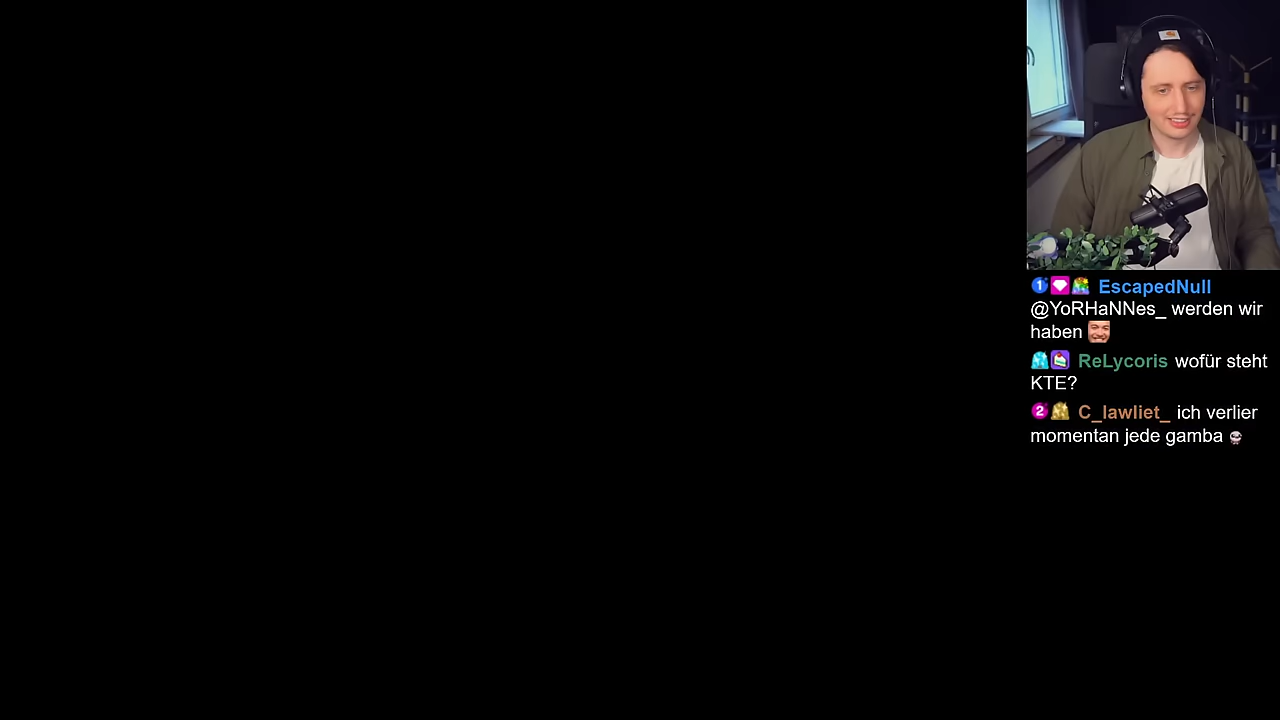 EscapedNull
@YoRHaNNes_ werden wir
haben
ReLycoris wofür steht
KTE?
C_lawliet_ ich verlier
momentan jede gamba